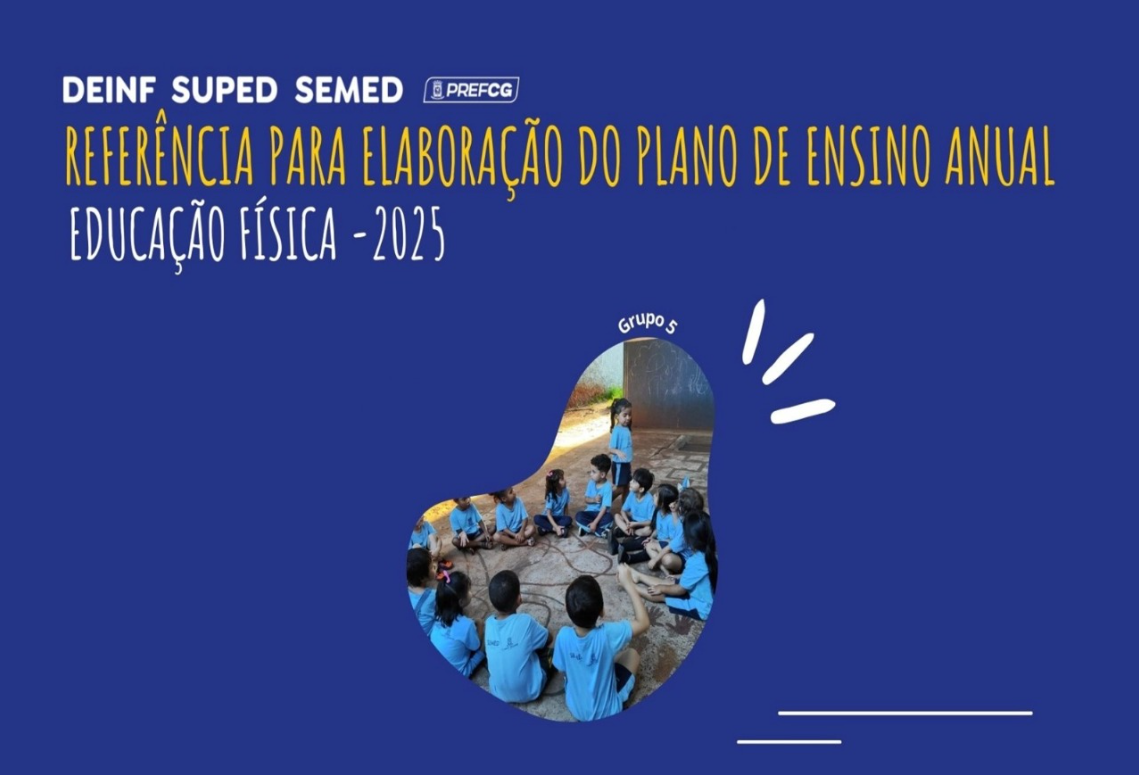 DEINF SUPED SEMED PREFCG
REFERÊNCIA PARA ELABORAÇÃO DO PLANO DE ENSINO ANUAL
EDUCAÇÃO FÍSICA -2025
Grupo 5